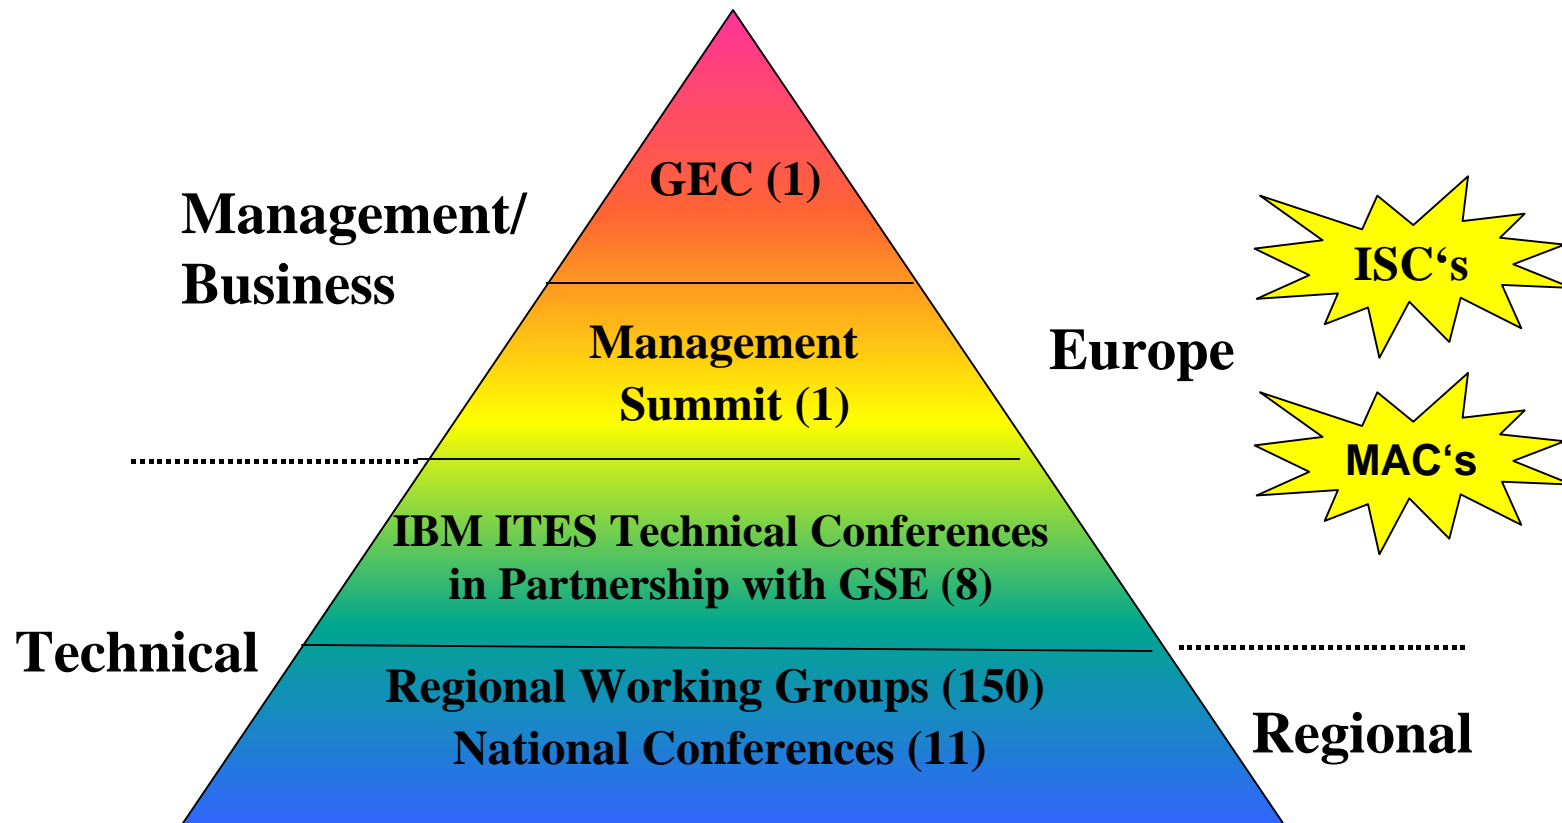 GEC (1)
Management/
Business
ISC‘s
Management
Summit (1)
Europe
MAC‘s
IBM ITES Technical Conferences
in Partnership with GSE (8)
Technical
Regional Working Groups (150)
National Conferences (11)
Regional